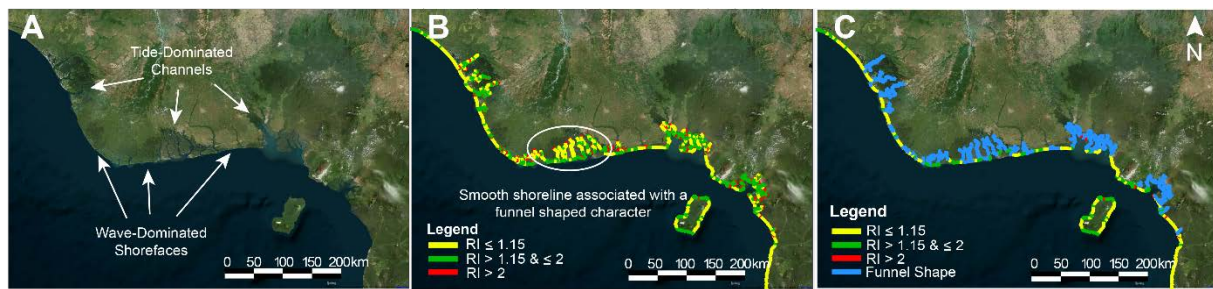 A
Tide-Dominated
Channels
Wave-Dominated
Shorefaces
0 50 100 150 200km
B
Smooth shoreline associated with a
funnel shaped character
Legend
RI ≤ 1.15
RI > 1.15 & ≤ 2
RI > 2
0 50 100 150 200km
C
N
Legend
RI ≤ 1.15
RI > 1.15 & ≤ 2
RI > 2
Funnel Shape
0 50 100 150 200km